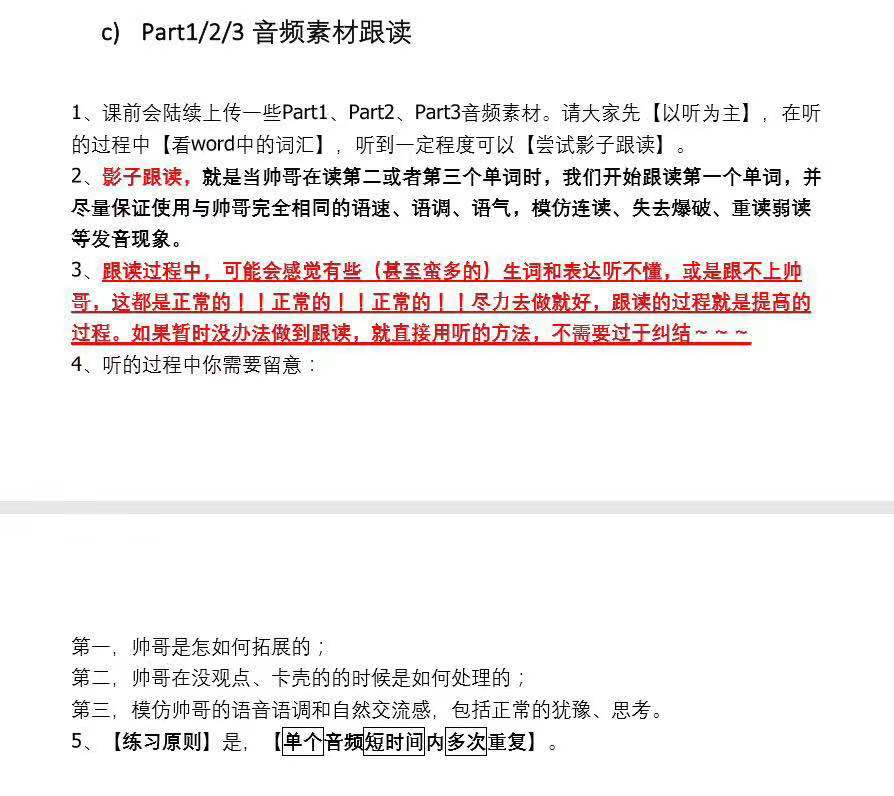 c) Part1/2/3 音频素材跟读
1、课前会陆续上传一些Part1、Part2、Part3音频素材。请大家先【以听为主】，在听
的过程中【看word中的词汇】，听到一定程度可以【尝试影子跟读】。
2、影子跟读，就是当帅哥在读第二或者第三个单词时，我们开始跟读第一个单词，并
尽量保证使用与帅哥完全相同的语速、语调、语气，模仿连读、失去爆破、重读弱读
等发音现象。
3、跟读过程中，可能会感觉有些（甚至蛮多的）生词和表达听不懂，或是跟不上帅
哥，这都是正常的！！正常的！！正常的！！尽力去做就好，跟读的过程就是提高的
过程。如果暂时没办法做到跟读，就直接用听的方法，不需要过于纠结～～～
4、听的过程中你需要留意：
第一，帅哥是怎如何拓展的；
第二，帅哥在没观点、卡壳的的时候是如何处理的；
第三，模仿帅哥的语音语调和自然交流感，包括正常的犹豫、思考。
5、【练习原则】是，【单个音频短时间内多次重复】。